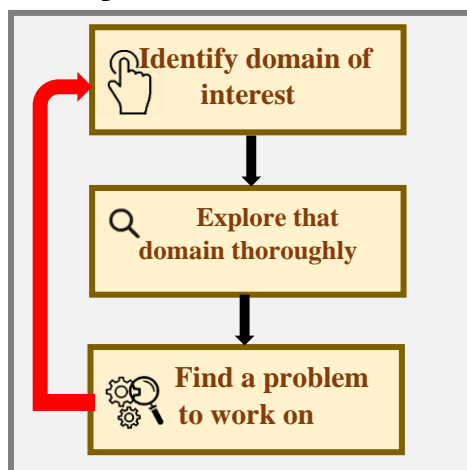 Identify domain of
interest
Explore that
domain thoroughly
Find a problem
to work on